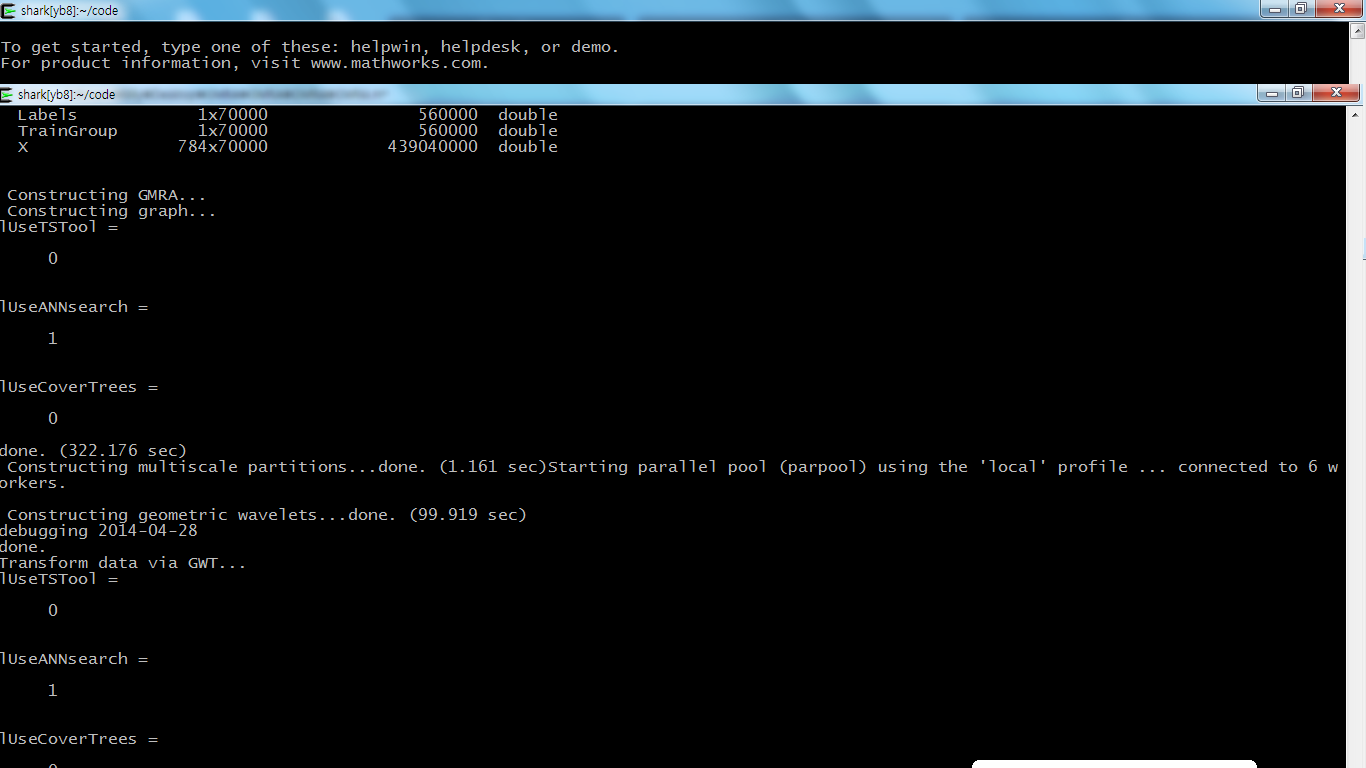 shark[yb8]:~/code
To get started, type one of these: helpwin, helpdesk, or demo.
For product information, visit www.mathworks.com.
shark[yb8]:~/code
Labels 1x70000 560000 double
TrainGroup 1x70000 560000 double
X 784x70000 439040000 double
Constructing GMRA...
Constructing graph...
lUseTSTool =
0
lUseANNsearch =
1
lUseCoverTrees =
0
done. (322.176 sec)
Constructing multiscale partitions...done. (1.161 sec)Starting parallel pool (parpool) using the 'local' profile ... connected to 6 w
orkers.
Constructing geometric wavelets...done. (99.919 sec)
debugging 2014-04-28
done.
Transform data via GWT...
lUseTSTool =
0
lUseANNsearch =
1
lUseCoverTrees =